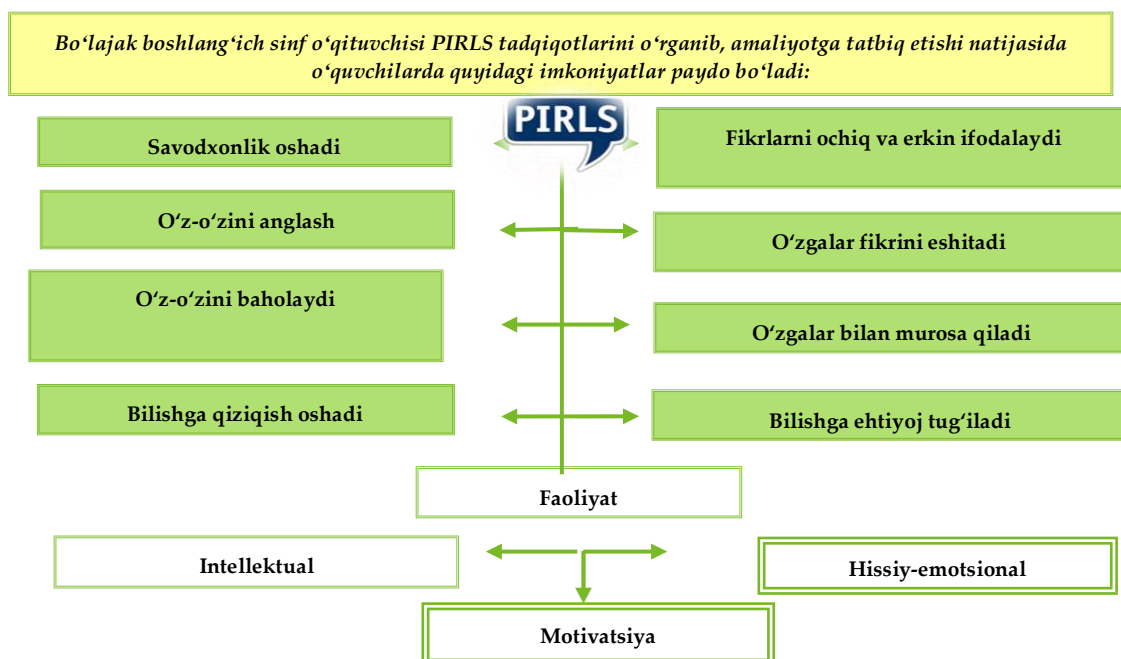 Bo‘lajak boshlang‘ich sinf o‘qituvchisi PIRLS tadqiqotlarini o‘rganib, amaliyotga tatbiq etishi natijasida
o‘quvchilarda quyidagi imkoniyatlar paydo bo‘ladi:
PIRLS
Savodxonlik oshadi
Fikrlarni ochiq va erkin ifodalaydi
O‘z-o‘zini anglash
O‘zgalar fikrini eshitadi
O‘z-o‘zini baholaydi
O‘zgalar bilan murosa qiladi
Bilishga qiziqish oshadi
Bilishga ehtiyoj tug‘iladi
Faoliyat
Intellektual
Hissiy-emotsional
Motivatsiya